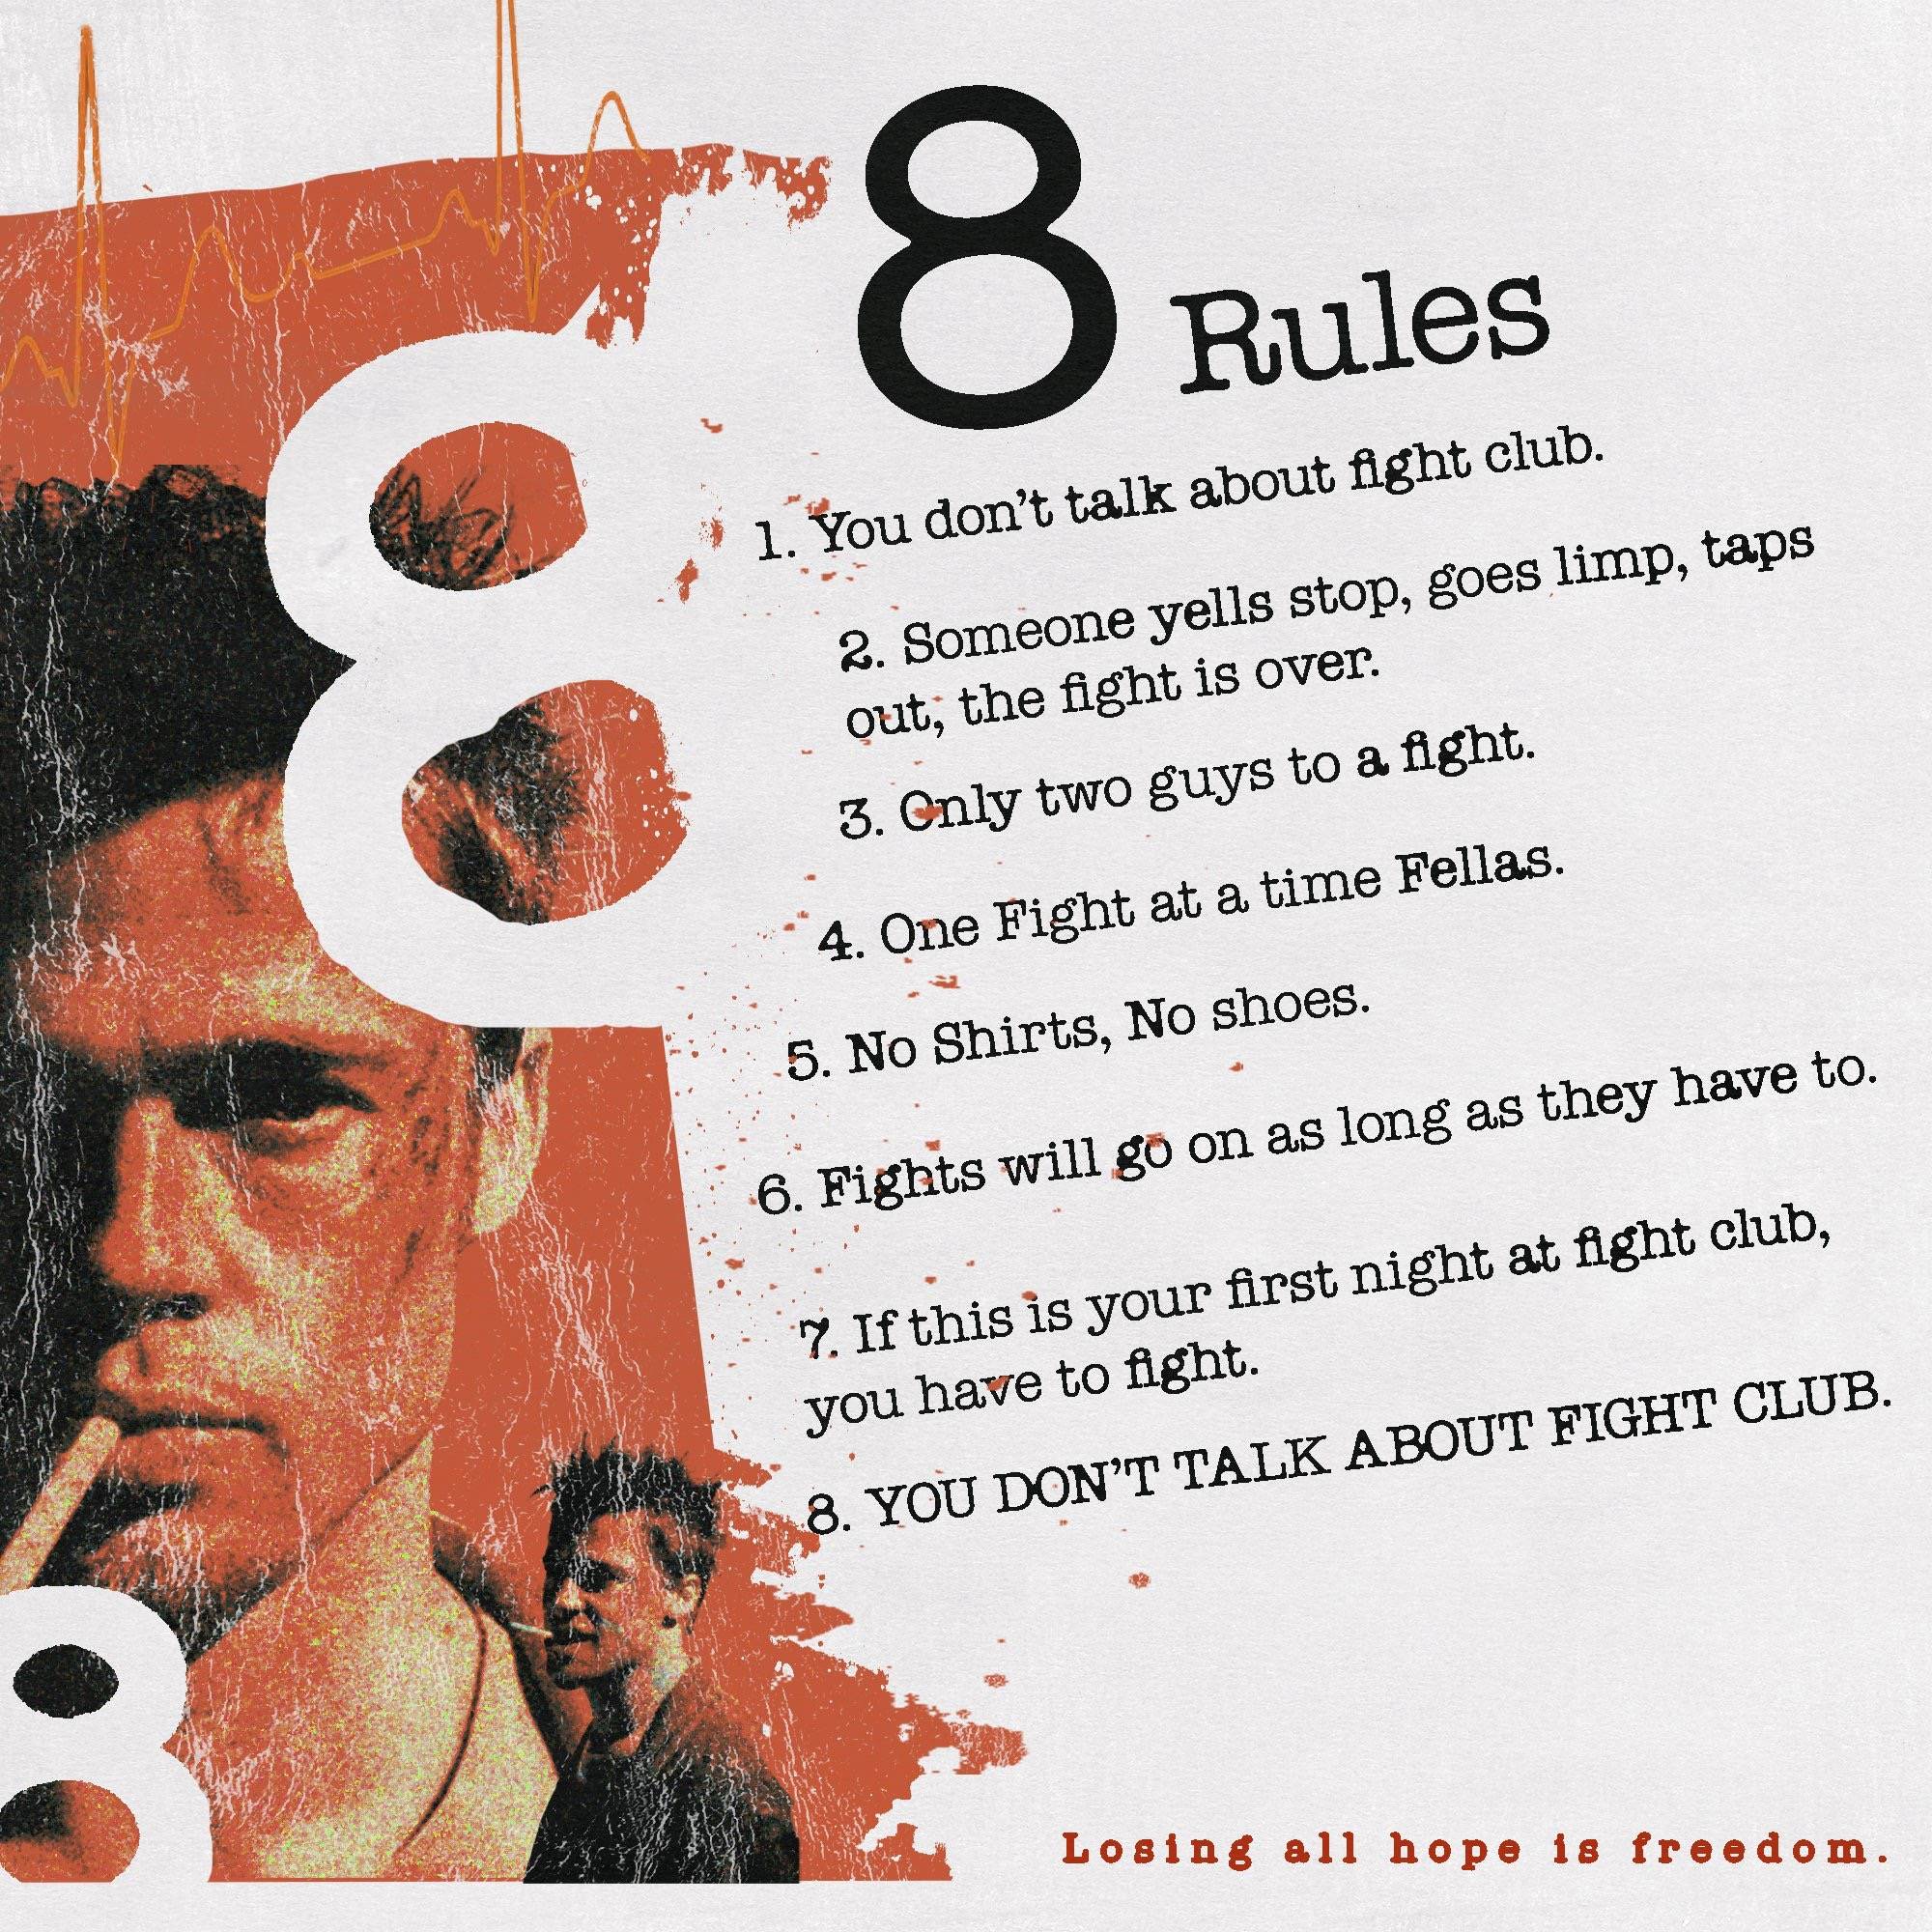 8 Rules
1. You don't talk about fight club.
2. Someone yells stop, goes limp, taps
out, the fight is over.
3. Only two guys to a fight.
4. One Fight at a time Fellas.
5. No Shirts, No shoes.
6. Fights will go on as long as they have to.
7. If this is your first night at fight club,
you have to fight.
8. YOU DON'T TALK ABOUT FIGHT CLUB.
8
8
Losing all hope is freedom.